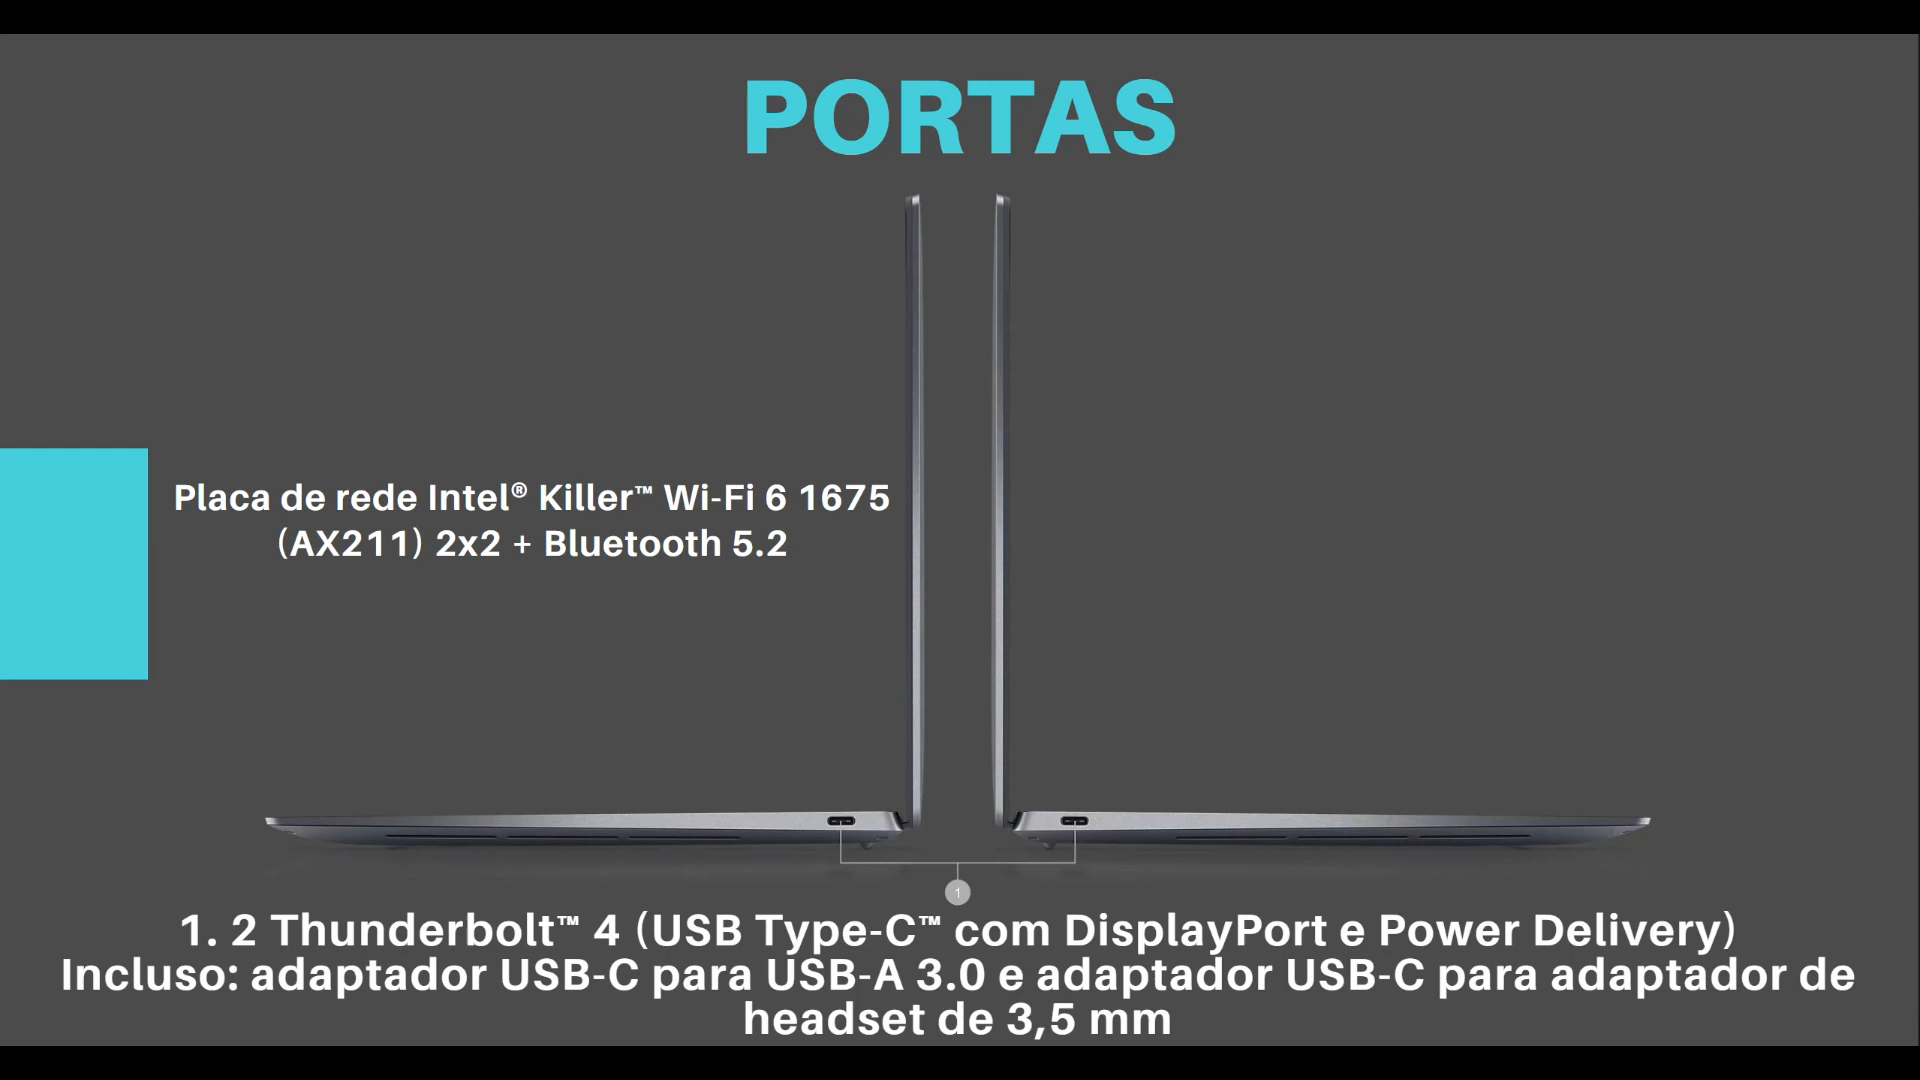 PORTAS
Placa de rede Intel® Killer™ Wi-Fi 6 1675
(AX211) 2x2 + Bluetooth 5.2
1
1. 2 Thunderbolt™ 4 (USB Type-C™ com DisplayPort e Power Delivery)
Incluso: adaptador USB-C para USB-A 3.0 e adaptador USB-C para adaptador de
headset de 3,5 mm